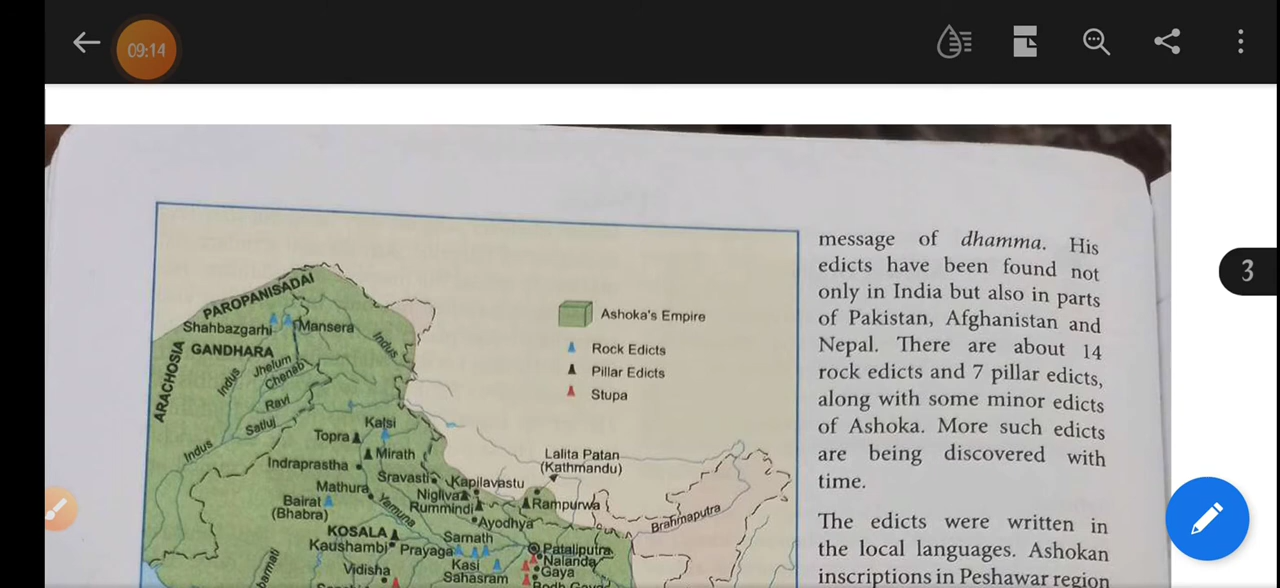 09:14
3
PAROPANISADAI
Shahbazgarhi
Mansera
GANDHARA
ARACHOSIA
Indus
Indus
Jhelum
Chenab
Ravi
Satluj
Indus
Ashoka's Empire
Rock Edicts
Pillar Edicts
Stupa
Kalsi
Topra
Mirath
Indraprastha
Lalita Patan
(Kathmandu)
Sravasti
Kapilavastu
Mathura
Nigliva
Rampurwa
Bairat
(Bhabra)
Yamuna
Rummindi
Ayodhya
Brahmaputra
KOSALA
Kaushambi
Prayaga
Sarnath
Pataliputra
Nalanda
Kasi
Gaya
Vidisha
Sahasram
message of dhamma. His
edicts have been found not
only in India but also in parts
of Pakistan, Afghanistan and
Nepal. There are about 14
rock edicts and 7 pillar edicts,
along with some minor edicts
of Ashoka. More such edicts
are being discovered with
time.
The edicts were written in
the local languages. Ashokan
inscriptions in Peshawar region